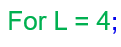 For L = 4;